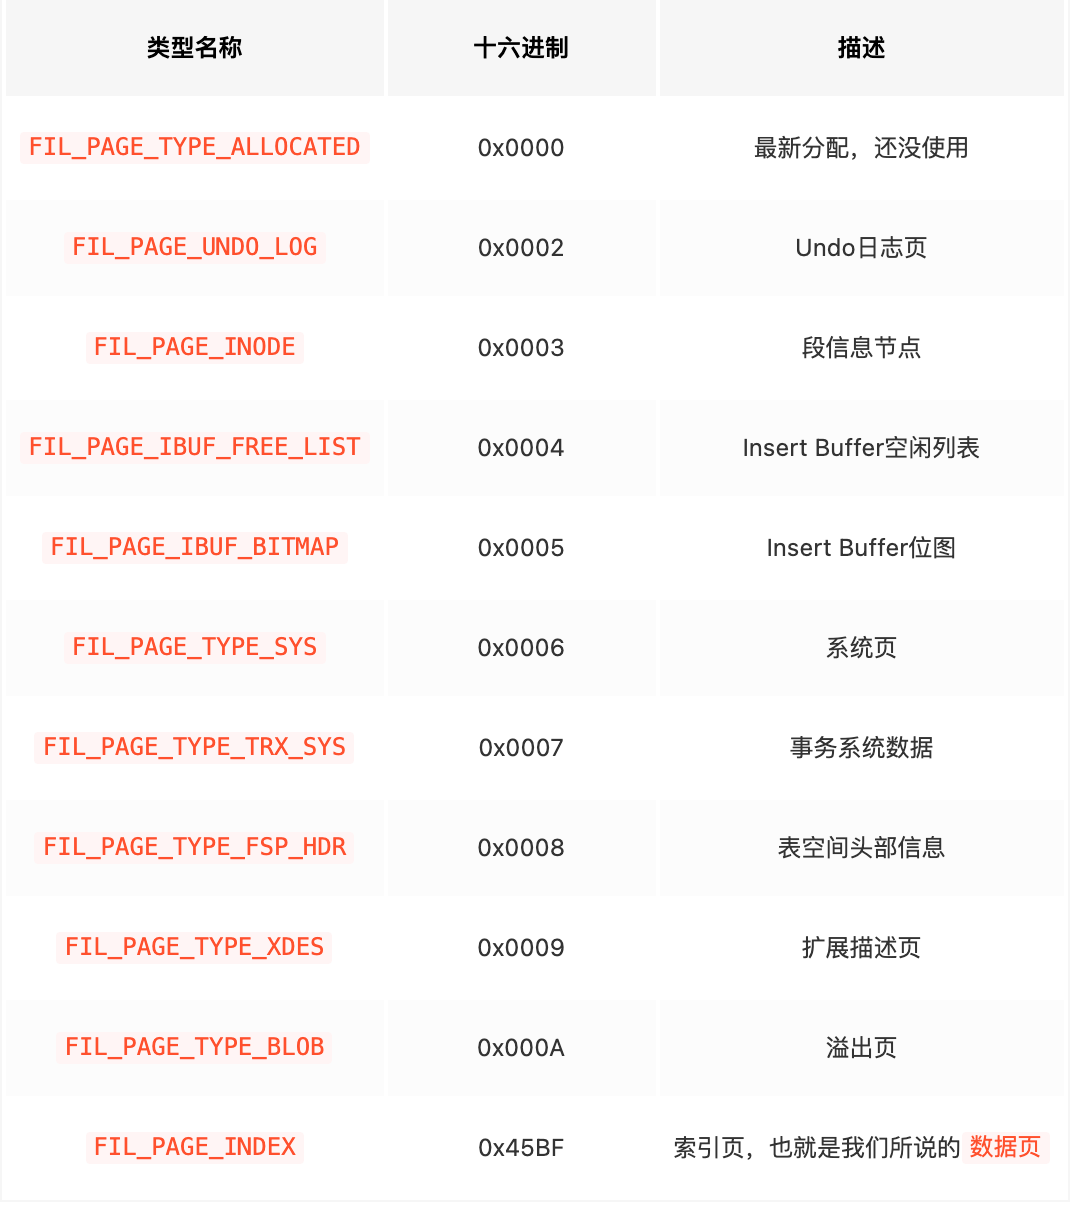 类型名称 十六进制 描述
FIL_PAGE_TYPE_ALLOCATED 0x0000 最新分配，还没使用
FIL_PAGE_UNDO_LOG 0x0002 Undo日志页
FIL_PAGE_INODE 0x0003 段信息节点
FIL_PAGE_IBUF_FREE_LIST 0x0004 Insert Buffer空闲列表
FIL_PAGE_IBUF_BITMAP 0x0005 Insert Buffer位图
FIL_PAGE_TYPE_SYS 0x0006 系统页
FIL_PAGE_TYPE_TRX_SYS 0x0007 事务系统数据
FIL_PAGE_TYPE_FSP_HDR 0x0008 表空间头部信息
FIL_PAGE_TYPE_XDES 0x0009 扩展描述页
FIL_PAGE_TYPE_BLOB 0x000A 溢出页
FIL_PAGE_INDEX 0x45BF 索引页，也就是我们所说的 数据页